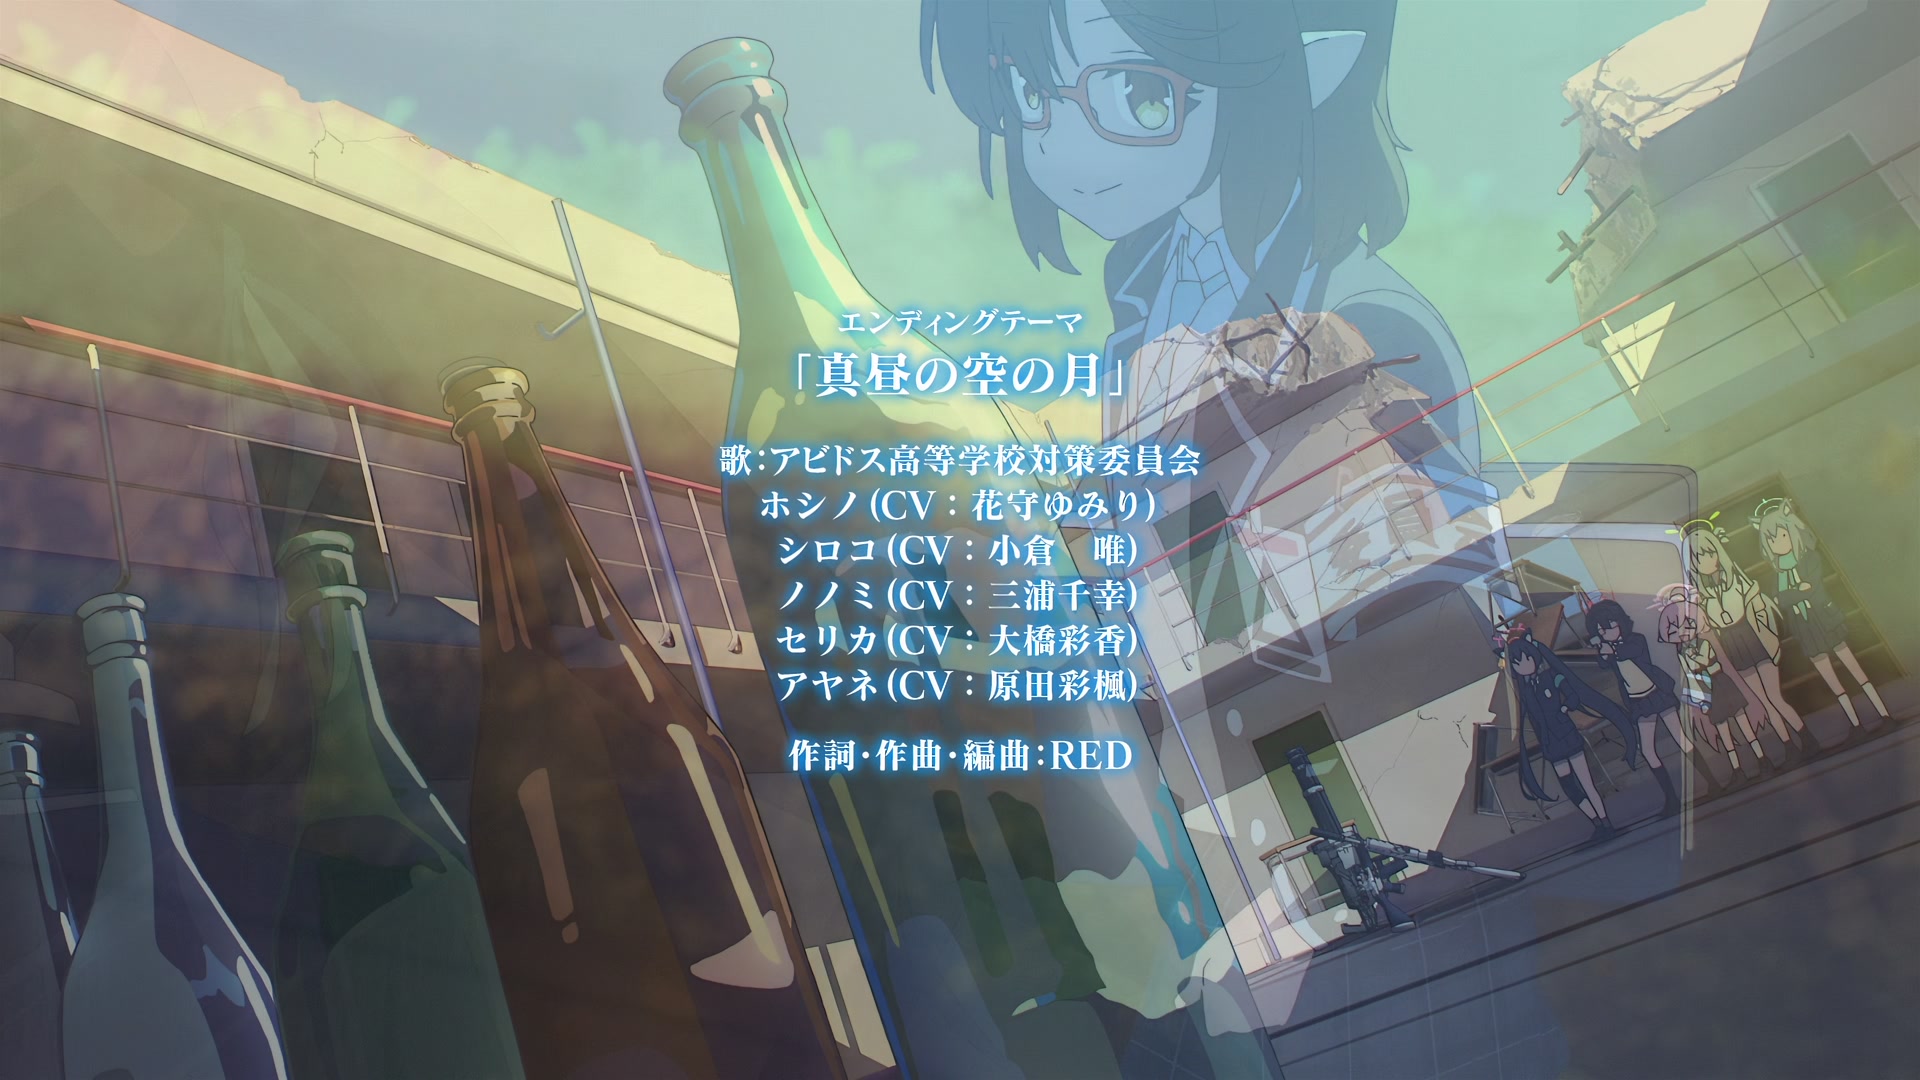 エンディングテーマ
「真昼の空の月」
歌：アビドス高等学校対策委員会
ホシノ（CV：花守ゆみり）
シロコ（CV：小倉　唯）
ノノミ（CV：三浦千幸）
セリカ（CV：大橋彩香）
アヤネ（CV：原田彩楓）
作詞・作曲・編曲：RED